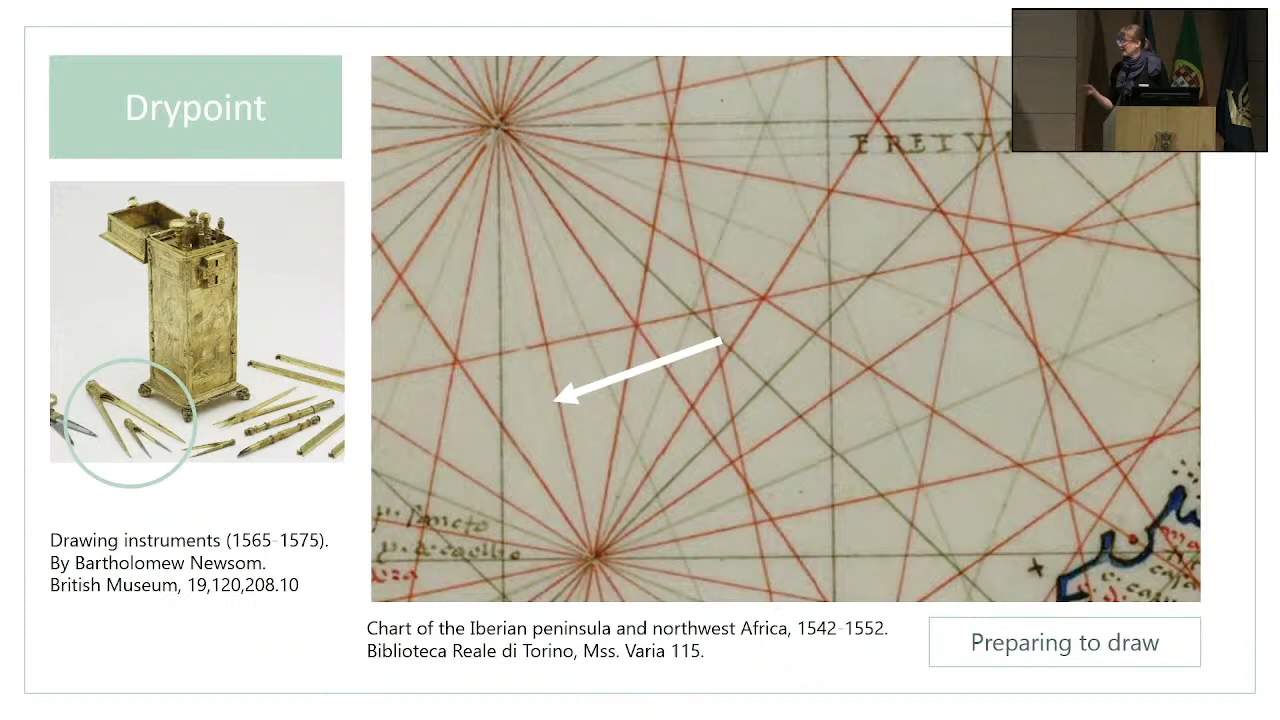 Drypoint
Drawing instruments (1565-1575).
By Bartholomew Newsom.
British Museum, 19,120,208.10
Chart of the Iberian peninsula and northwest Africa, 1542-1552.
Biblioteca Reale di Torino, Mss. Varia 115.
Preparing to draw